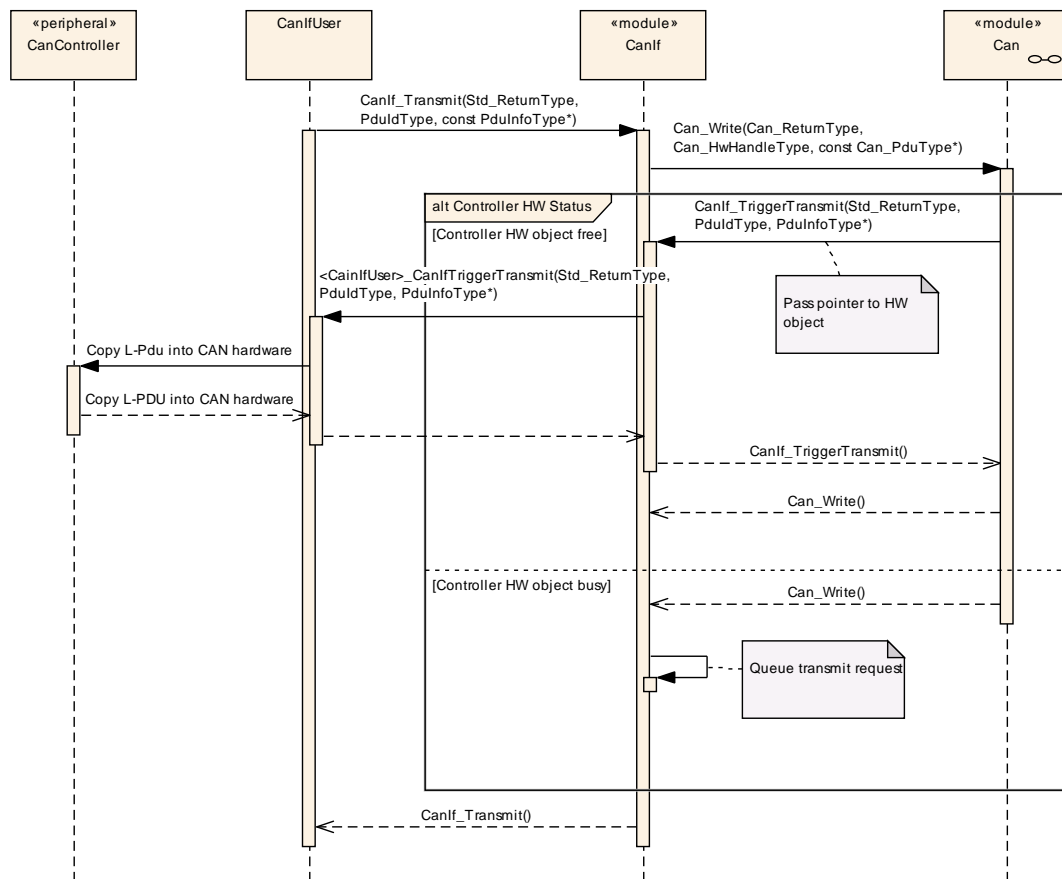 «peripheral»
CanController
CanIfUser
«module»
CanIf
«module»
Can
CanIf_Transmit(Std_ReturnType,
PduIdType, const PduInfoType*)
Can_Write(Can_ReturnType,
Can_HwHandleType, const Can_PduType*)
alt Controller HW Status
[Controller HW object free]
CanIf_TriggerTransmit(Std_ReturnType,
PduIdType, PduInfoType*)
<CainIfUser>_CanIfTriggerTransmit(Std_ReturnType,
PduIdType, PduInfoType*)
Pass pointer to HW
object
Copy L-Pdu into CAN hardware
Copy L-PDU into CAN hardware
CanIf_TriggerTransmit()
Can_Write()
[Controller HW object busy]
Can_Write()
Queue transmit request
CanIf_Transmit()